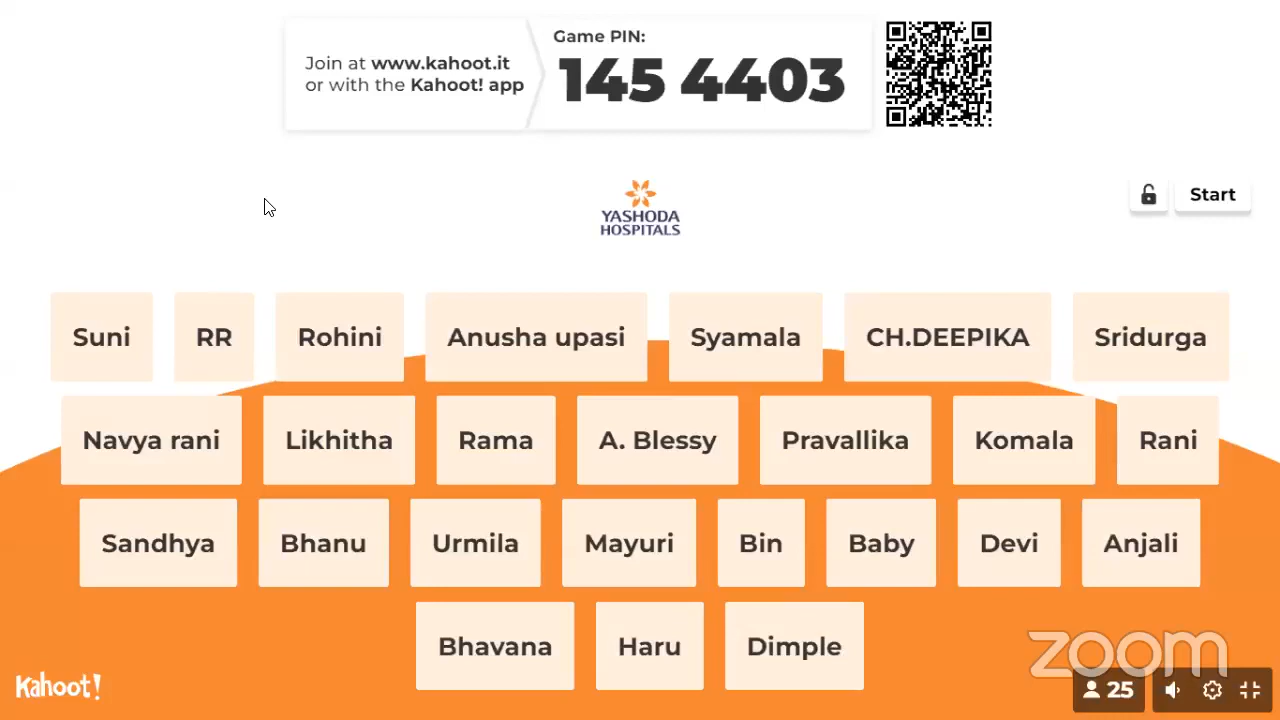 Join at www.kahoot.it
or with the Kahoot! app
Game PIN:
145 4403
YASHODA
HOSPITALS
Start
Suni RR Rohini Anusha upasi Syamala CH.DEEPIKA Sridurga
Navya rani Likhitha Rama A. Blessy Pravallika Komala Rani
Sandhya Bhanu Urmila Mayuri Bin Baby Devi Anjali
Bhavana Haru Dimple
zoom
Kahoot!
25